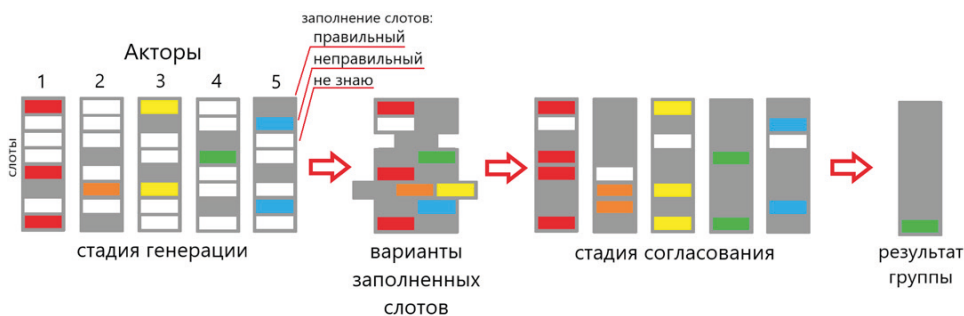 заполнение слотов:
правильный
неправильный
не знаю
Акторы
1 2 3 4 5
слоты
стадия генерации
варианты
заполненных
слотов
стадия согласования
результат
группы